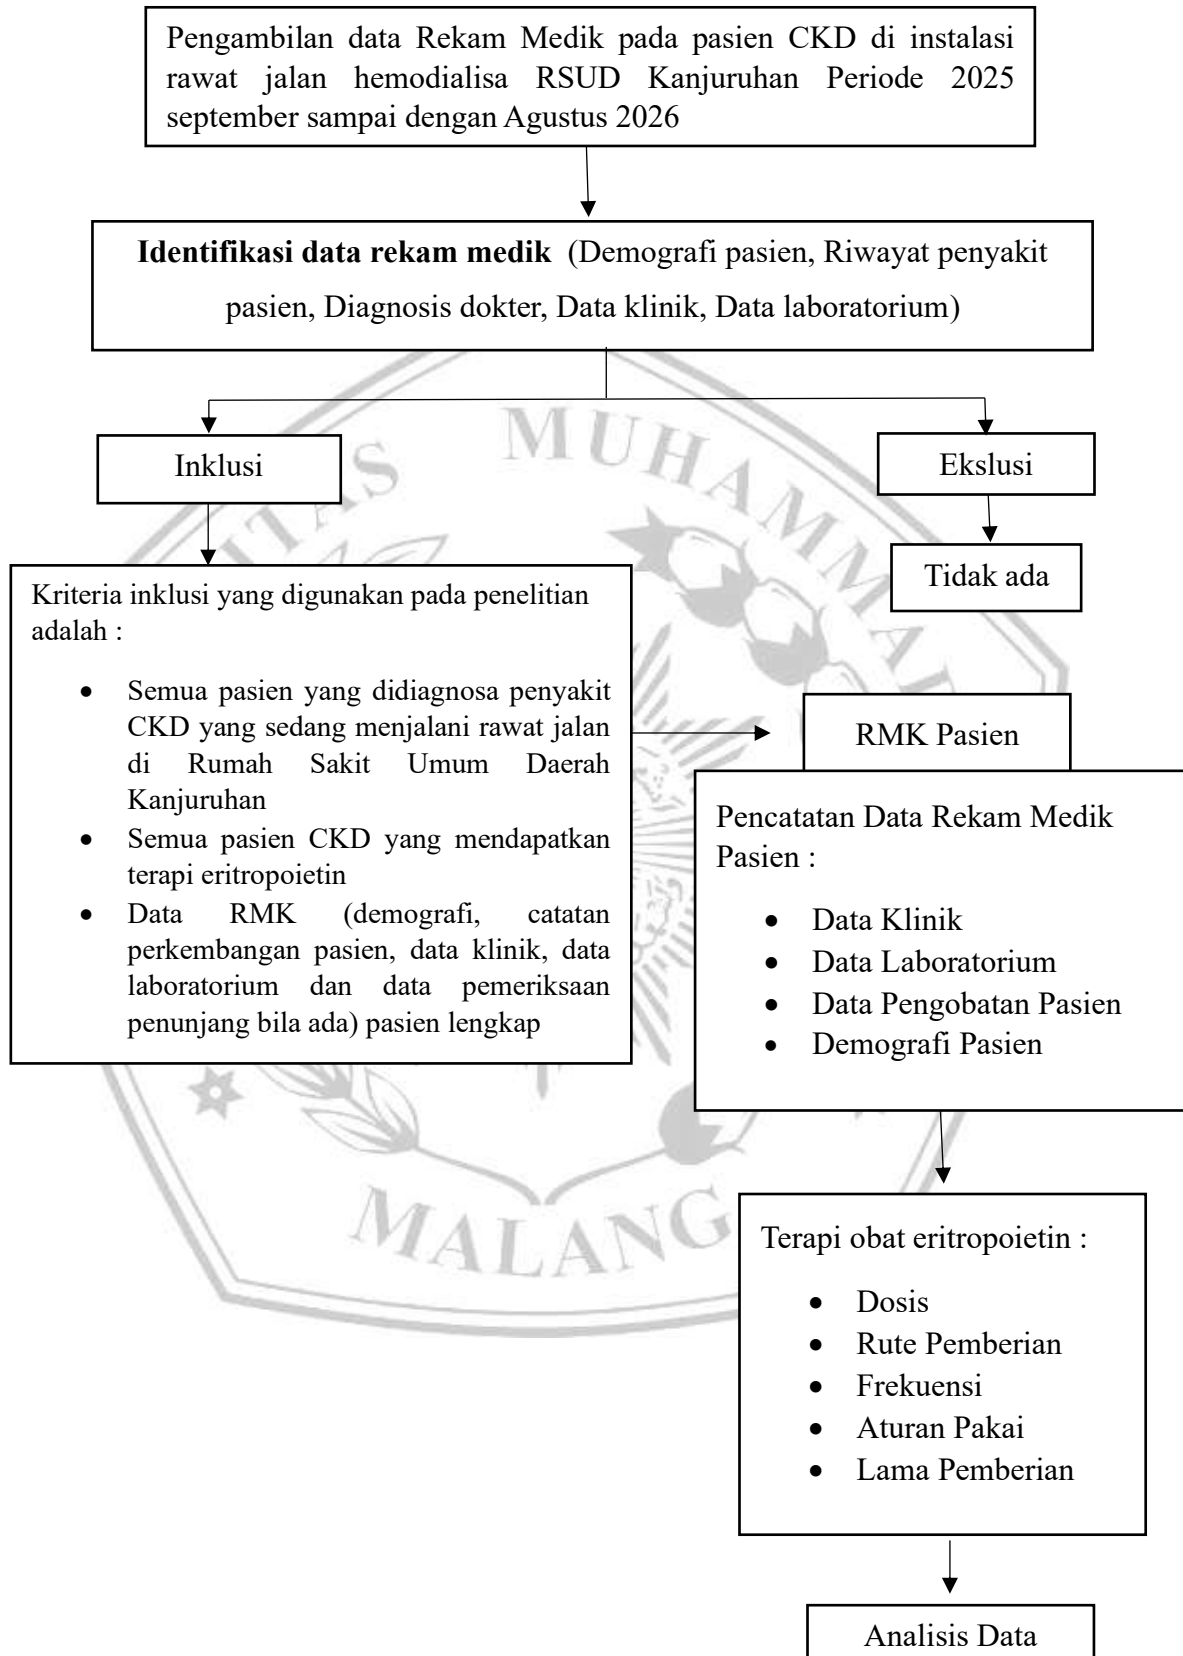 Pengambilan data Rekam Medik pada pasien CKD di instalasi
rawat jalan hemodialisa RSUD Kanjuruhan Periode 2025
september sampai dengan Agustus 2026
Identifikasi data rekam medik (Demografi pasien, Riwayat penyakit
pasien, Diagnosis dokter, Data klinik, Data laboratorium)
Inklusi
Ekslusi
Tidak ada
Kriteria inklusi yang digunakan pada penelitian
adalah :
• Semua pasien yang didiagnosa penyakit
CKD yang sedang menjalani rawat jalan
di Rumah Sakit Umum Daerah
Kanjuruhan
• Semua pasien CKD yang mendapatkan
terapi eritropoietin
• Data RMK (demografi, catatan
perkembangan pasien, data klinik, data
laboratorium dan data pemeriksaan
penunjang bila ada) pasien lengkap
RMK Pasien
Pencatatan Data Rekam Medik
Pasien :
• Data Klinik
• Data Laboratorium
• Data Pengobatan Pasien
• Demografi Pasien
Terapi obat eritropoietin :
• Dosis
• Rute Pemberian
• Frekuensi
• Aturan Pakai
• Lama Pemberian
Analisis Data
MALANG